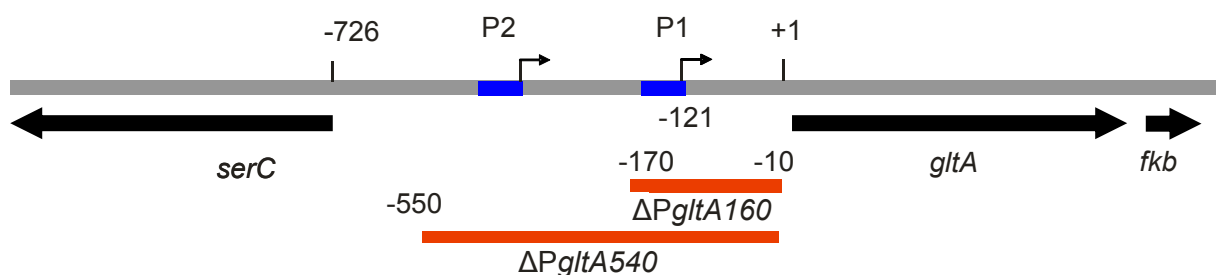 -726 P2 P1 +1
-121
serC gltA fkb
-170 -10
ΔPgltA160
-550
ΔPgltA540